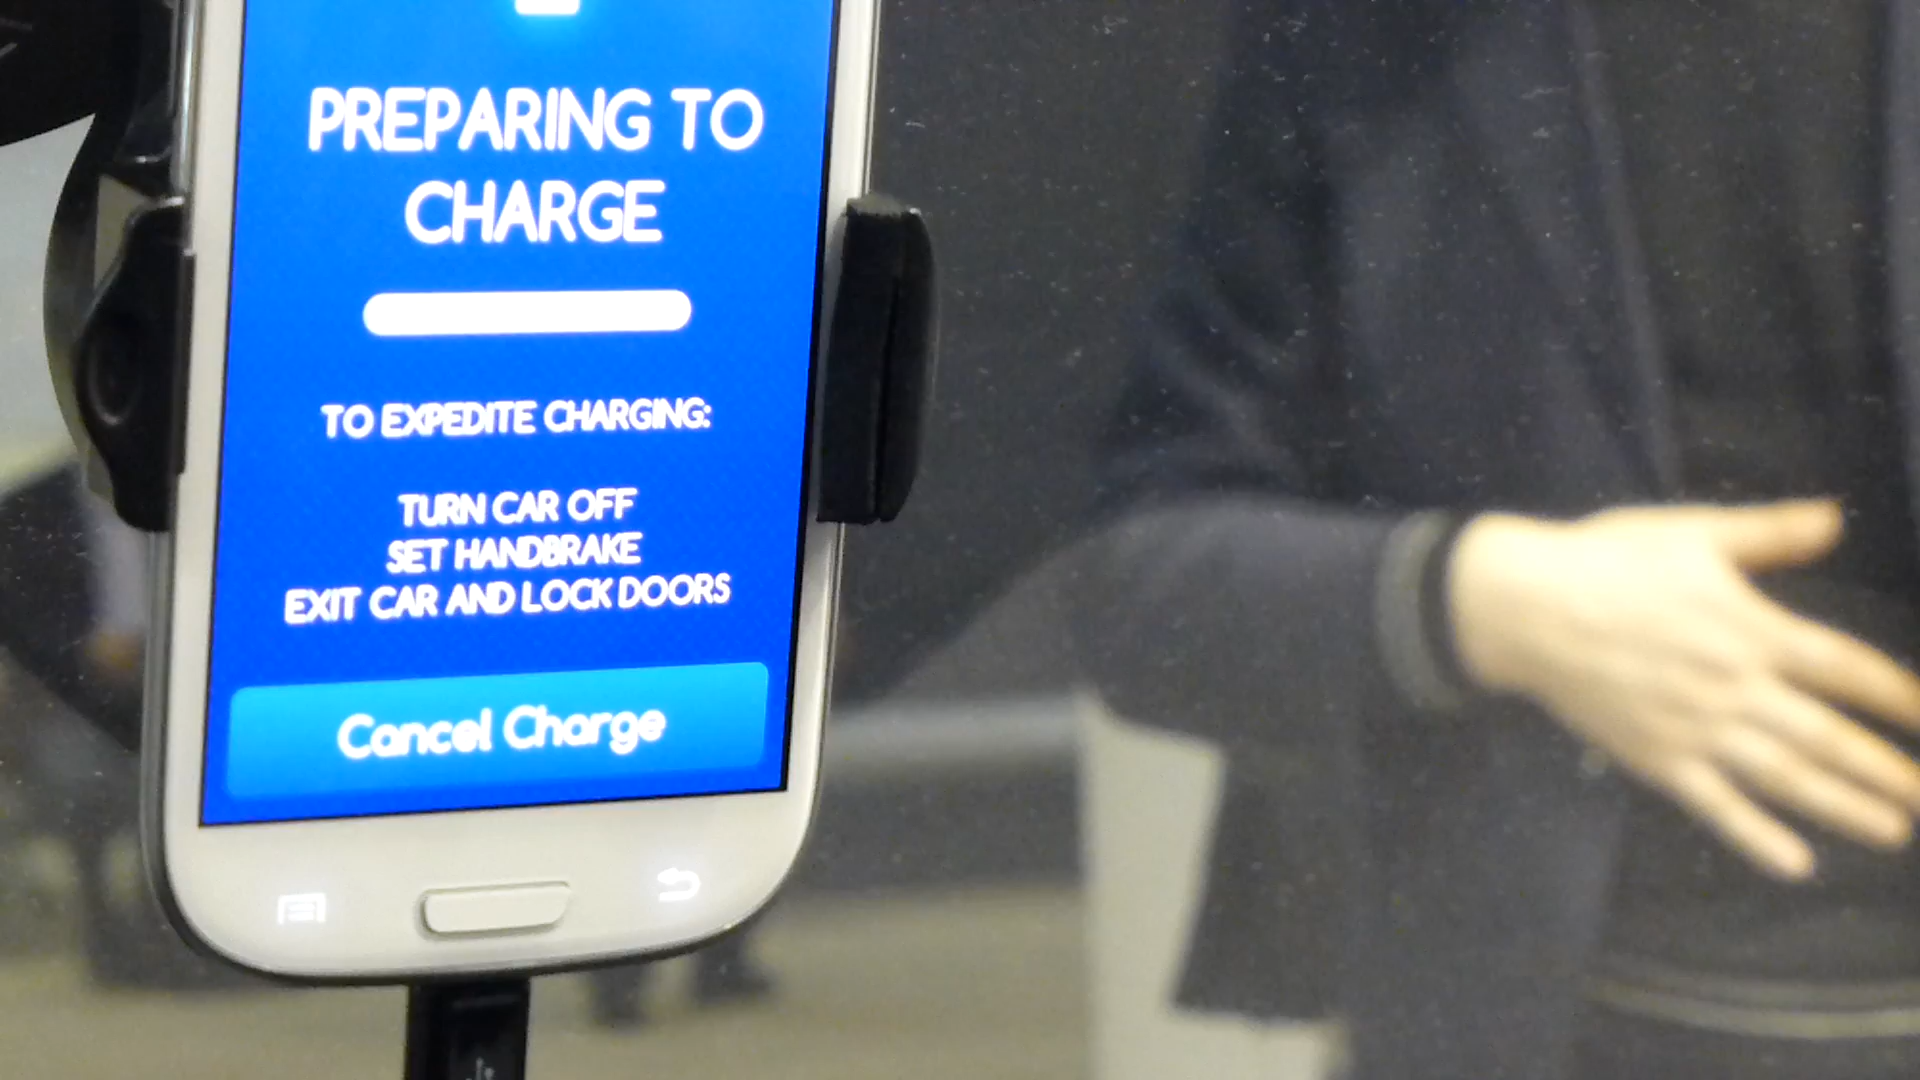 PREPARING TO
CHARGE
TO EXPEDITE CHARGING:
TURN CAR OFF
SET HANDBRAKE
EXIT CAR AND LOCK DOORS
Cancel Charge